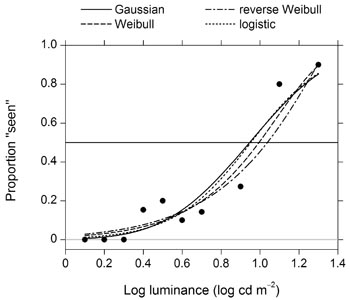 Gaussian reverse Weibull
Weibull logistic
1.0
0.8
0.6
0.4
0.2
0
Proportion "seen"
0 0.2 0.4 0.6 0.8 1.0 1.2 1.4
Log luminance (log cd m⁻²)